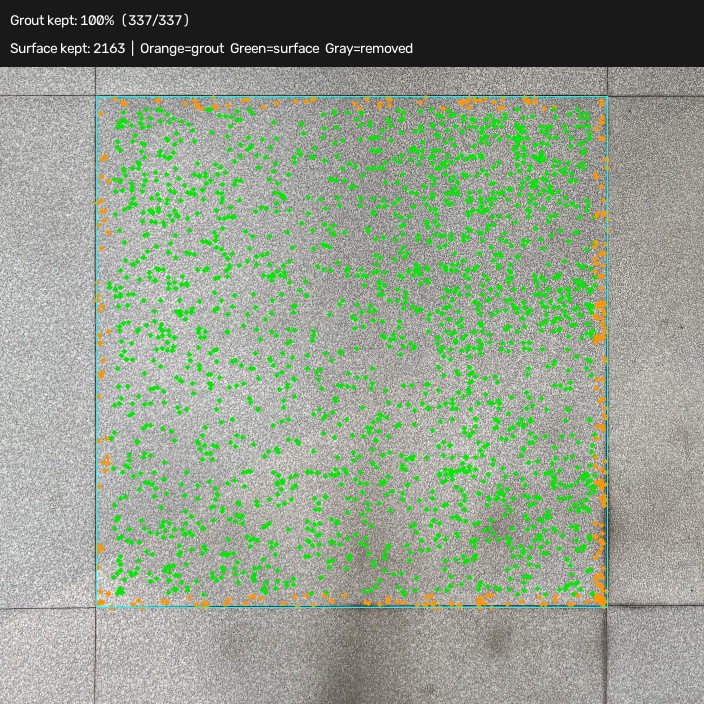 Grout kept: 100% (337/337)
Surface kept: 2163 | Orange=grout Green=surface Gray=removed